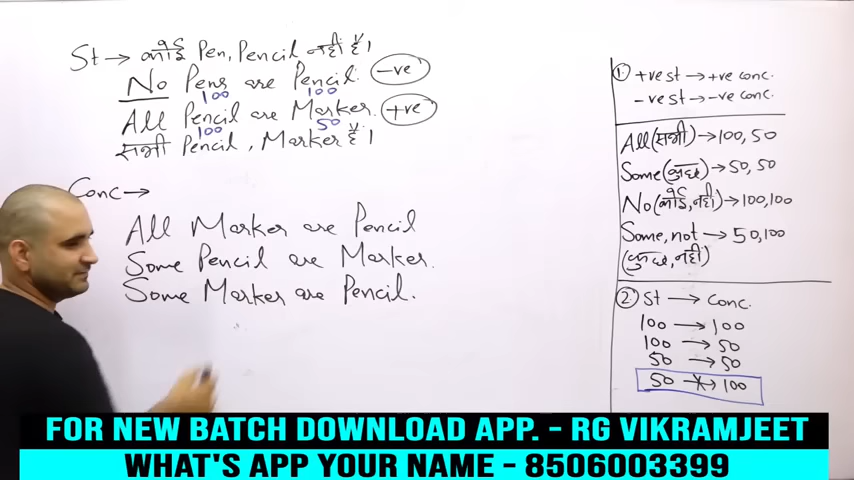 St → कोई Pen, Pencil नहीं है।
No Pens are Pencil. -ve
100 100
All Pencil are Marker. +ve
100 50
सभी Pencil, Marker है।
Conc →
All Marker are Pencil
Some Pencil are Marker.
Some Marker are Pencil.
1. +ve st → +ve conc.
-ve st → -ve conc.
All (सभी) → 100, 50
Some (कुछ) → 50, 50
No (कोई, नहीं) → 100, 100
Some, not → 50, 100
(कुछ, नहीं)
2. St → Conc.
100 → 100
100 → 50
50 → 50
50 → 100
FOR NEW BATCH DOWNLOAD APP. - RG VIKRAMJEET
WHAT'S APP YOUR NAME - 8506003399